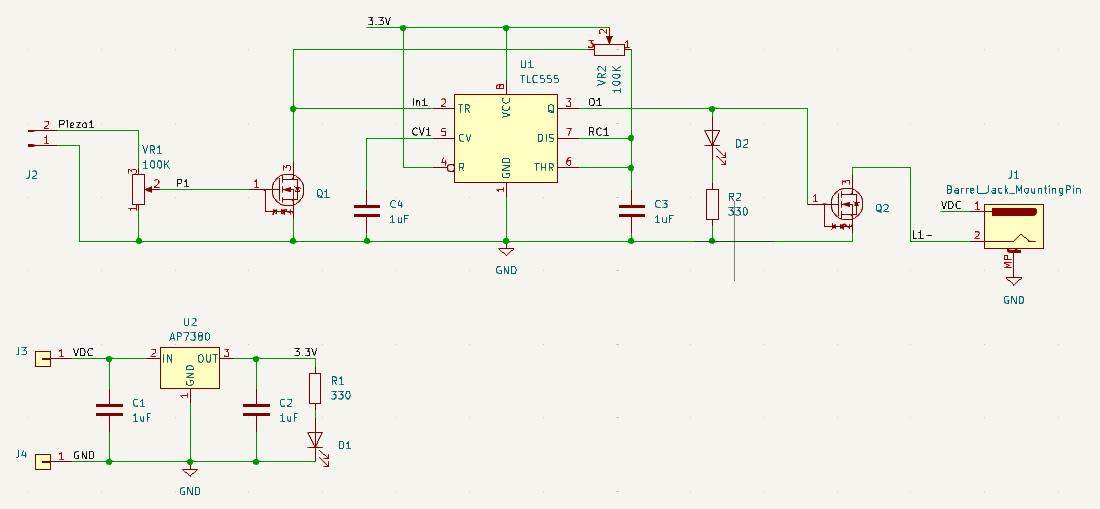 3.3V
2
3
1
U1
TLC555
VR2
100K
8
VCC
In1
2
TR
Q
3
O1
Piezo1
2
1
CV1
5
CV
DIS
7
RC1
D2
J2
VR1
100K
3
2
P1
1
3
Q1
4
R
GND
THR
6
1
1
C4
1uF
C3
1uF
R2
330
1
3
Q2
J1
Barrel_Jack_MountingPin
VDC
1
L1-
2
MP
GND
GND
U2
AP7380
J3
1
VDC
2
IN
OUT
3
3.3V
GND
1
R1
330
C1
1uF
C2
1uF
D1
J4
1
GND
GND